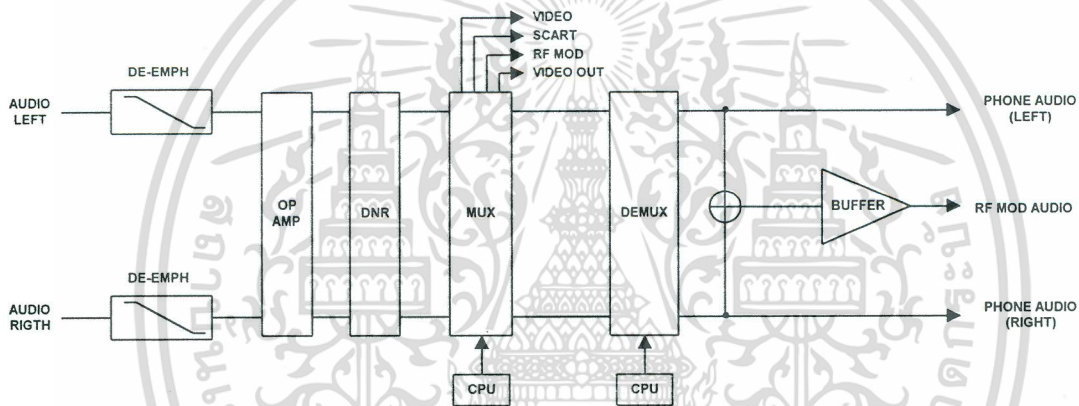 VIDEO
SCART
RF MOD
VIDEO OUT
DE-EMPH
AUDIO
LEFT
PHONE AUDIO
(LEFT)
OP
AMP
DNR
MUX
DEMUX
BUFFER
RF MOD AUDIO
DE-EMPH
AUDIO
RIGTH
PHONE AUDIO
(RIGHT)
CPU
CPU